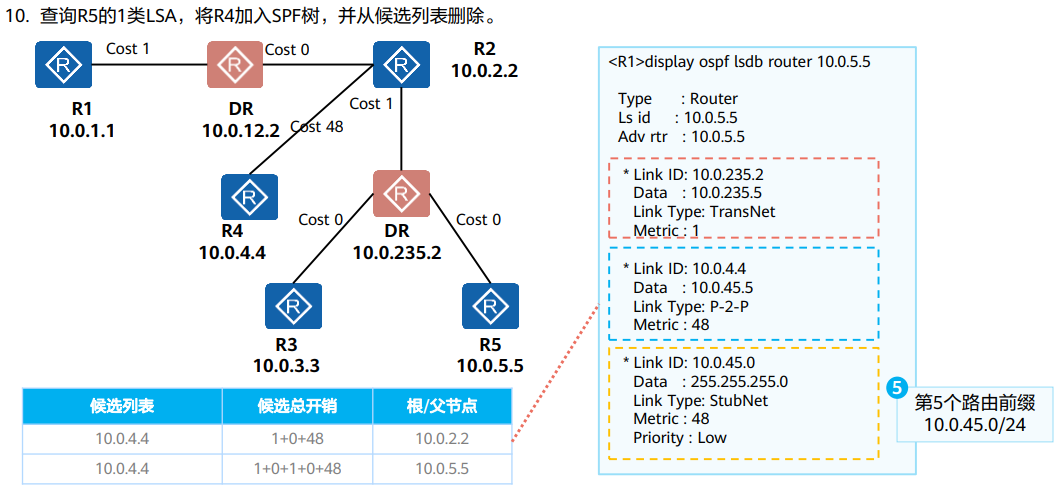 10. 查询R5的1类LSA，将R4加入SPF树，并从候选列表删除。
Cost 1
Cost 0
R2
10.0.2.2
R1
10.0.1.1
DR
10.0.12.2
Cost 1
Cost 48
R4
10.0.4.4
Cost 0
Cost 0
DR
10.0.235.2
R3
10.0.3.3
R5
10.0.5.5
候选列表 候选总开销 根/父节点
10.0.4.4 1+0+48 10.0.2.2
10.0.4.4 1+0+1+0+48 10.0.5.5
<R1>display ospf lsdb router 10.0.5.5
Type : Router
Ls id : 10.0.5.5
Adv rtr : 10.0.5.5
* Link ID: 10.0.235.2
Data : 10.0.235.5
Link Type: TransNet
Metric : 1
* Link ID: 10.0.4.4
Data : 10.0.45.5
Link Type: P-2-P
Metric : 48
* Link ID: 10.0.45.0
Data : 255.255.255.0
Link Type: StubNet
Metric : 48
Priority : Low
5
第5个路由前缀
10.0.45.0/24